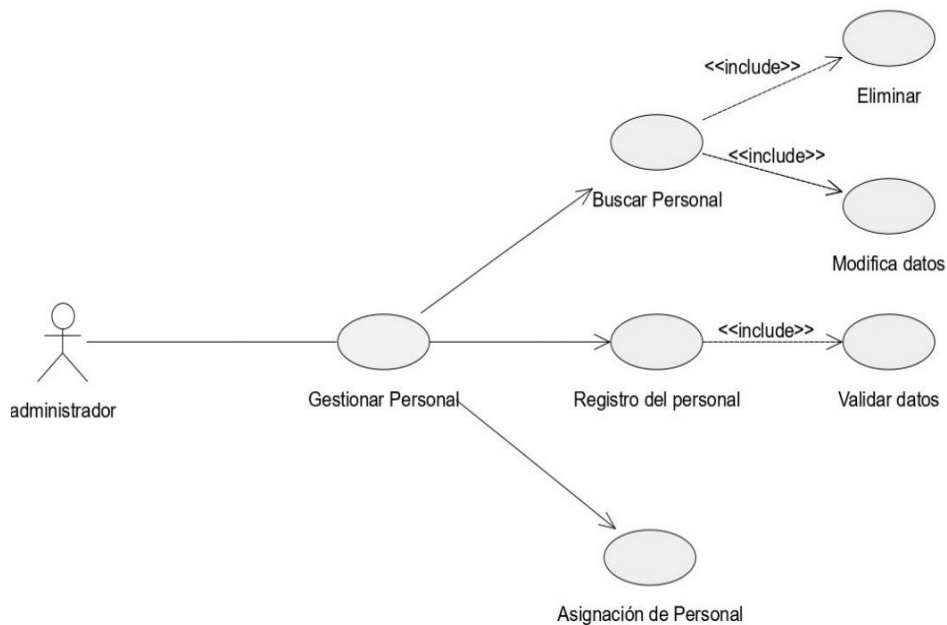 <<include>>
Eliminar
<<include>>
Buscar Personal
Modifica datos
<<include>>
administrador
Gestionar Personal
Registro del personal
Validar datos
Asignación de Personal